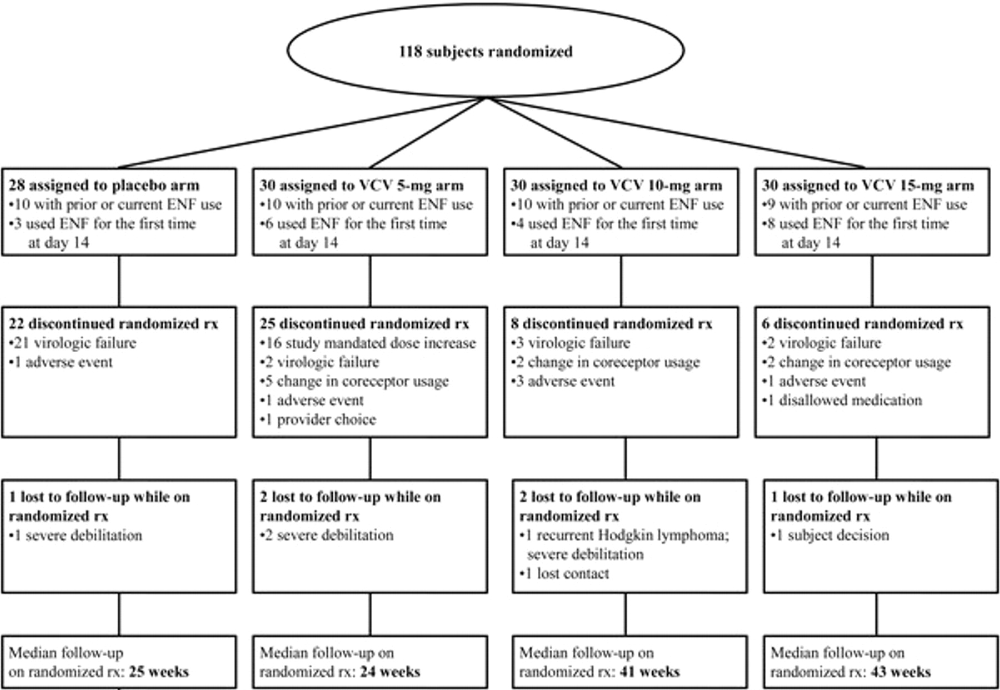 118 subjects randomized
28 assigned to placebo arm
•10 with prior or current ENF use
•3 used ENF for the first time
at day 14
30 assigned to VCV 5-mg arm
•10 with prior or current ENF use
•6 used ENF for the first time
at day 14
30 assigned to VCV 10-mg arm
•10 with prior or current ENF use
•4 used ENF for the first time
at day 14
30 assigned to VCV 15-mg arm
•9 with prior or current ENF use
•8 used ENF for the first time
at day 14
22 discontinued randomized rx
•21 virologic failure
•1 adverse event
25 discontinued randomized rx
•16 study mandated dose increase
•2 virologic failure
•5 change in coreceptor usage
•1 adverse event
•1 provider choice
8 discontinued randomized rx
•3 virologic failure
•2 change in coreceptor usage
•3 adverse event
6 discontinued randomized rx
•2 virologic failure
•2 change in coreceptor usage
•1 adverse event
•1 disallowed medication
1 lost to follow-up while on
randomized rx
•1 severe debilitation
2 lost to follow-up while on
randomized rx
•2 severe debilitation
2 lost to follow-up while on
randomized rx
•1 recurrent Hodgkin lymphoma;
severe debilitation
•1 lost contact
1 lost to follow-up while on
randomized rx
•1 subject decision
Median follow-up
on randomized rx: 25 weeks
Median follow-up on
randomized rx: 24 weeks
Median follow-up on
randomized rx: 41 weeks
Median follow-up on
randomized rx: 43 weeks